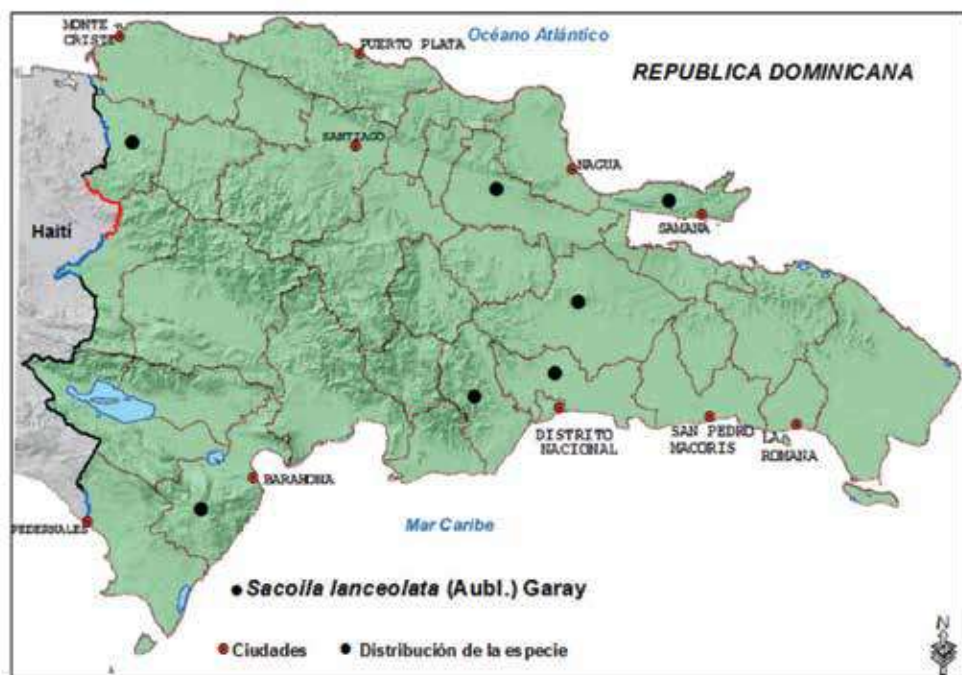 MONTE
CRISTI
PUERTO PLATA
Océano Atlántico
REPUBLICA DOMINICANA
SANTIAGO
NAGUA
SAMANA
Haití
DISTRITO
NACIONAL
SAN PEDRO
MACORIS
LA
ROMANA
BARAHONA
PEDERNALES
Mar Caribe
Sacoila lanceolata (Aubl.) Garay
Ciudades
Distribución de la especie
N